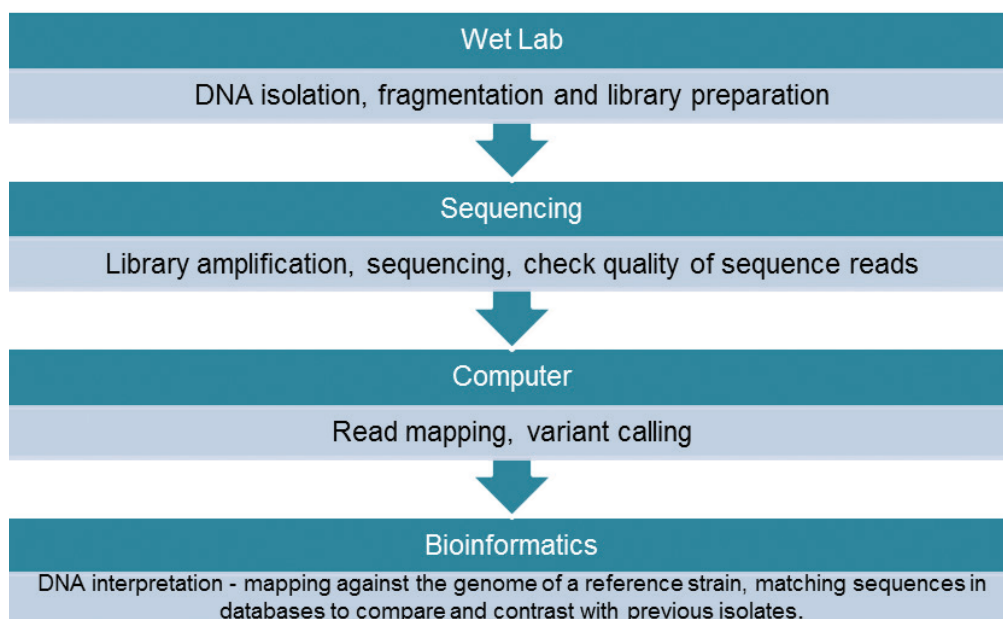 Wet Lab
DNA isolation, fragmentation and library preparation
Sequencing
Library amplification, sequencing, check quality of sequence reads
Computer
Read mapping, variant calling
Bioinformatics
DNA interpretation - mapping against the genome of a reference strain, matching sequences in
databases to compare and contrast with previous isolates.